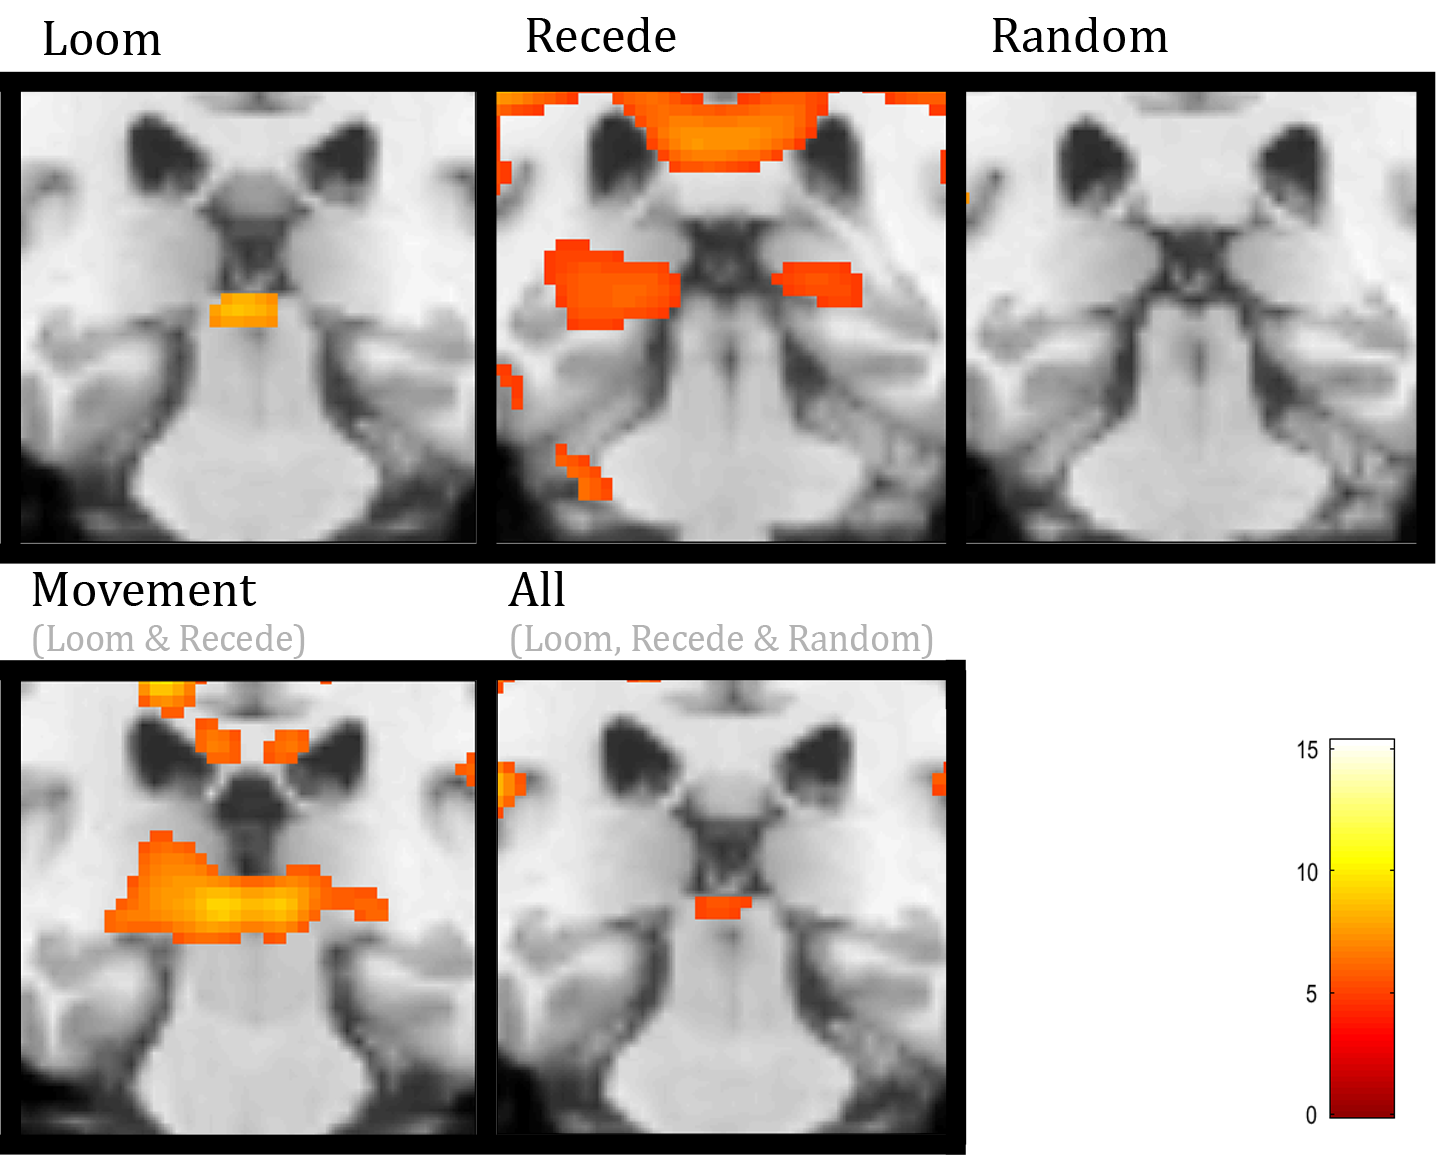 Loom
Recede
Random
Movement
(Loom & Recede)
All
(Loom, Recede & Random)
15
10
5
0